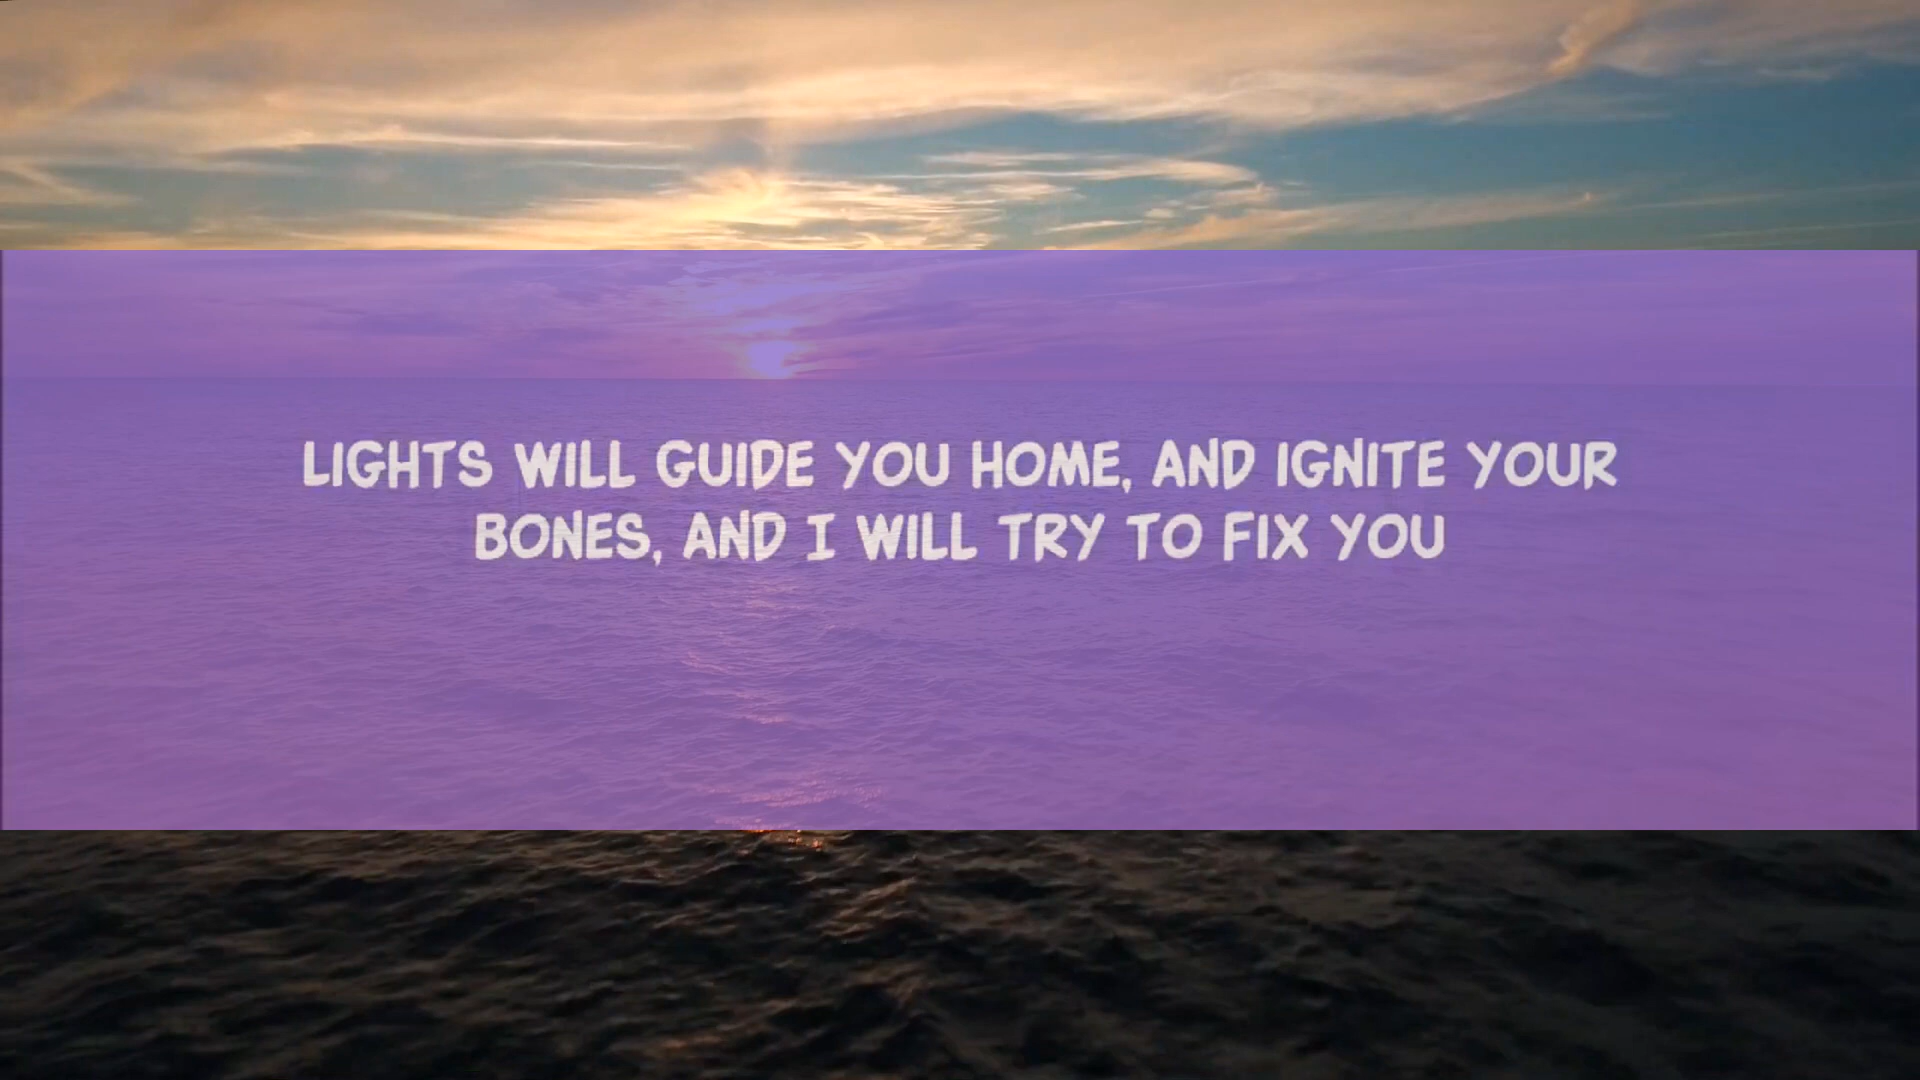 LIGHTS WILL GUIDE YOU HOME, AND IGNITE YOUR
BONES, AND I WILL TRY TO FIX YOU